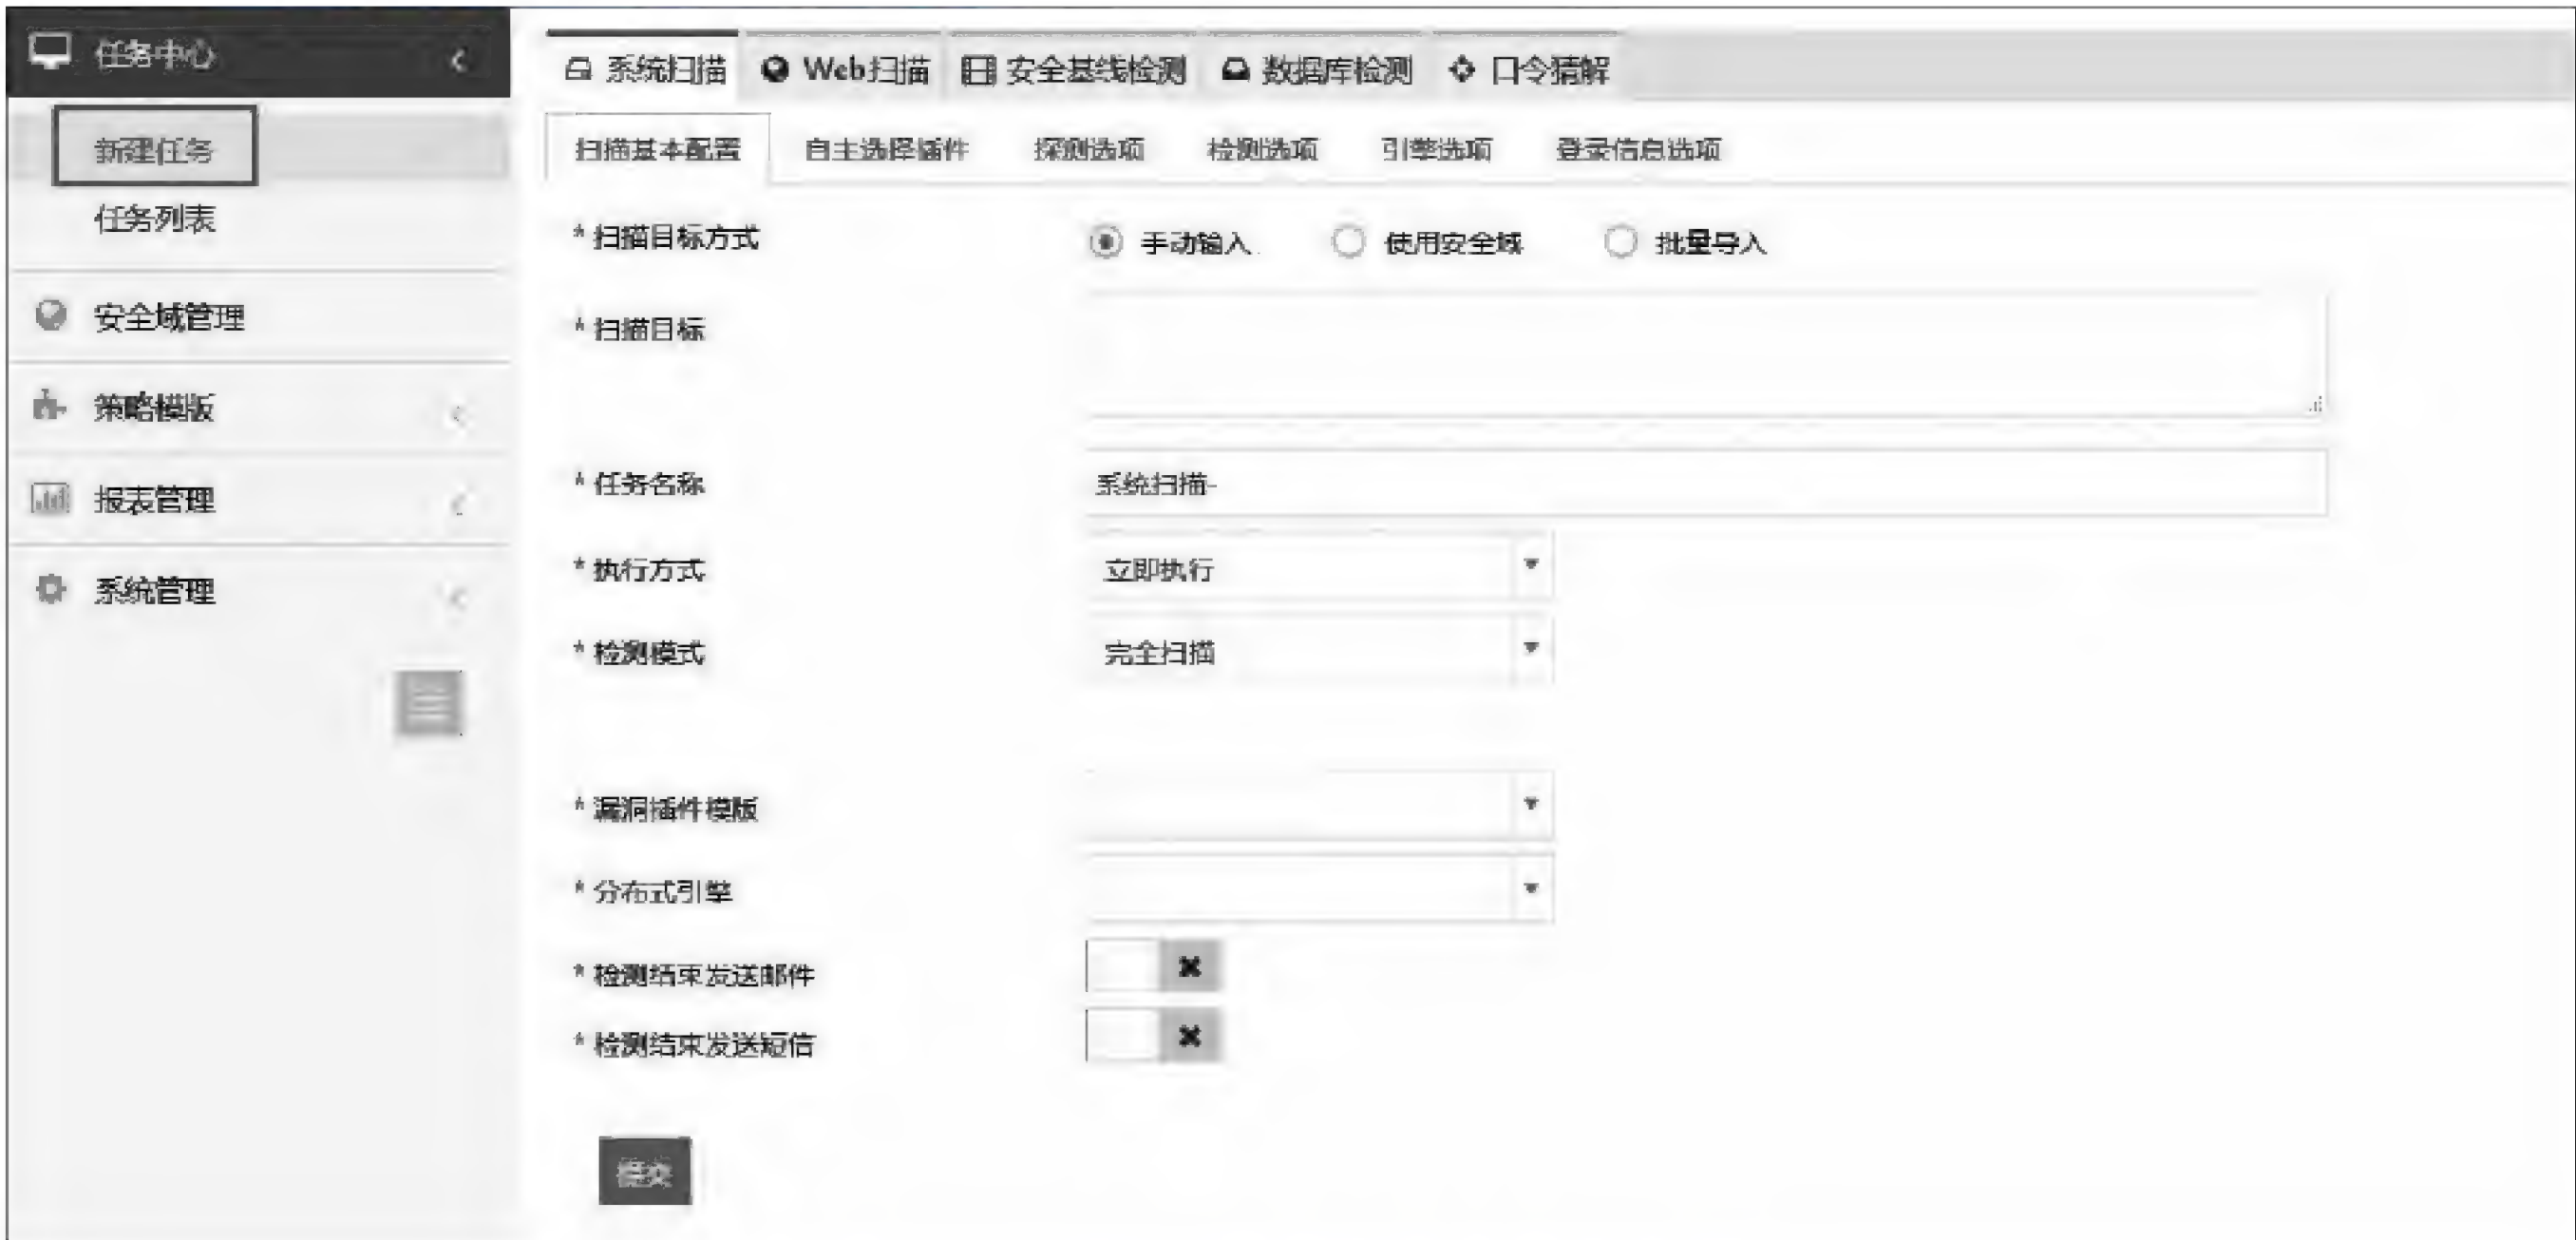 任务中心
新建任务
任务列表
安全域管理
策略模版
报表管理
系统管理
系统扫描 Web扫描 安全基线检测 数据库检测 口令猜解
扫描基本配置 自主选择插件 探测选项 检测选项 引擎选项 登录信息选项
* 扫描目标方式 手动输入 使用安全域 批量导入
* 扫描目标
* 任务名称 系统扫描-
* 执行方式 立即执行
* 检测模式 完全扫描
* 漏洞插件模版
* 分布式引擎
* 检测结束发送邮件
* 检测结束发送短信
提交